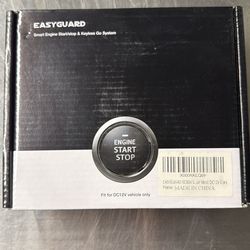 EASYGUARD
Smart Engine Start/stop & Keyless Go System
ENGINE
START
STOP
Fit for DC12V vehicle only
MADE IN CHINA